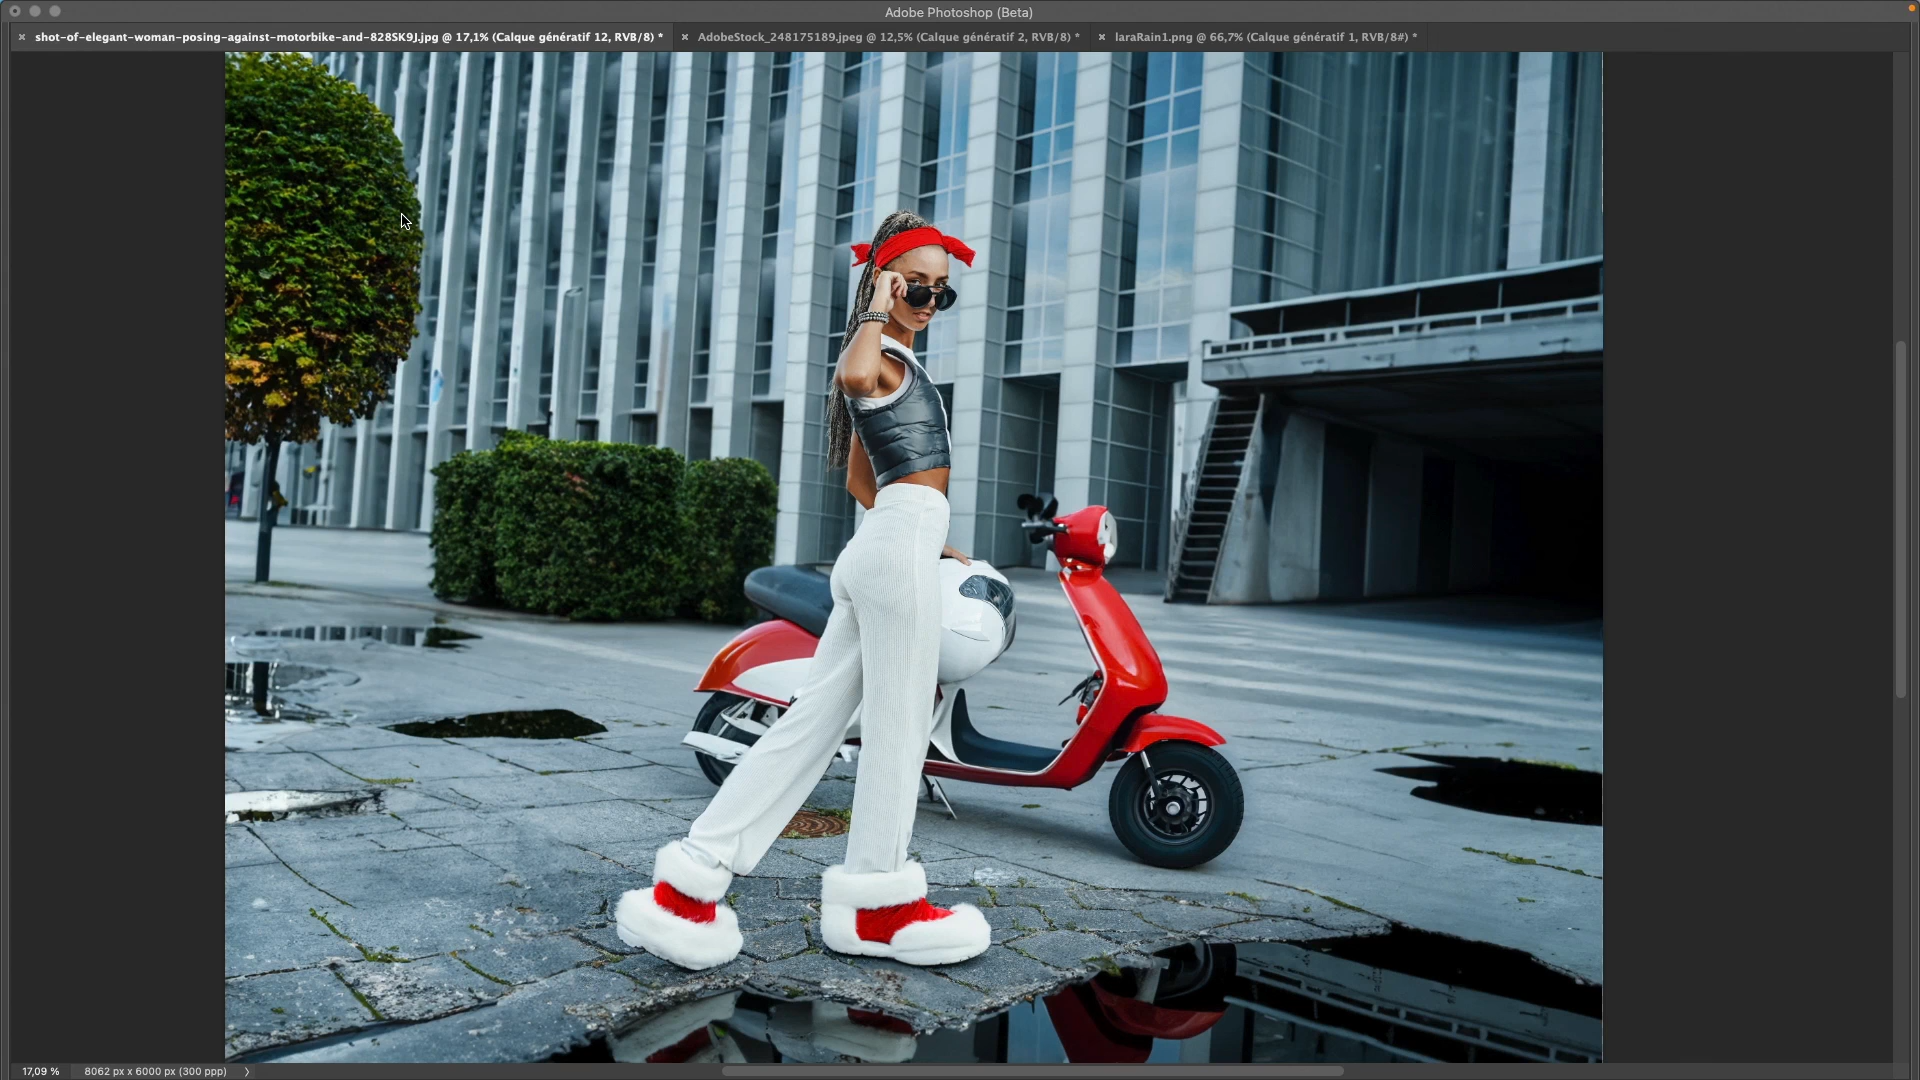 Adobe Photoshop (Beta)
shot-of-elegant-woman-posing-against-motorbike-and-828SK9J.jpg @ 17,1% (Calque génératif 12, RVB/8) *
AdobeStock_248175189.jpeg @ 12,5% (Calque génératif 2, RVB/8) *
laraRain1.png @ 66,7% (Calque génératif 1, RVB/8#) *
17,09 %
8062 px x 6000 px (300 ppp)